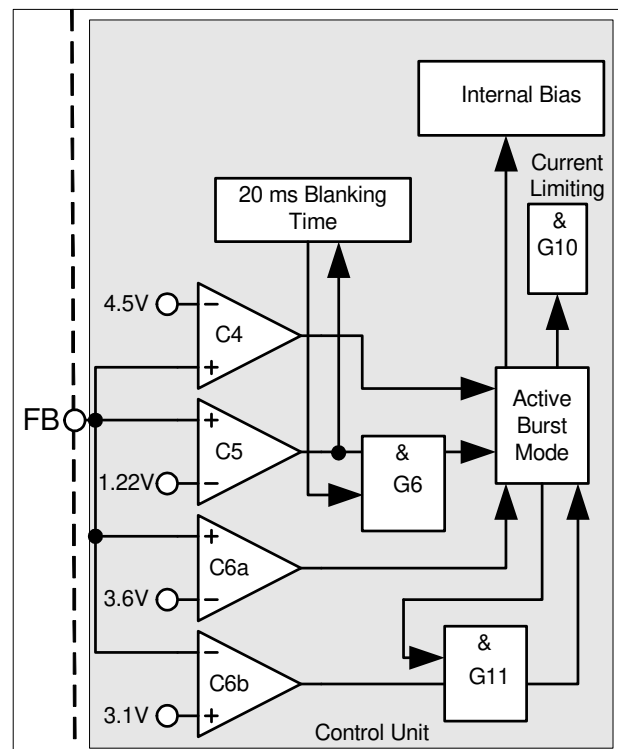 Internal Bias
Current
Limiting
20 ms Blanking
Time
&
G10
4.5V
−
C4
+
FB
+
C5
−
1.22V
&
G6
Active
Burst
Mode
+
C6a
−
3.6V
−
C6b
+
3.1V
&
G11
Control Unit